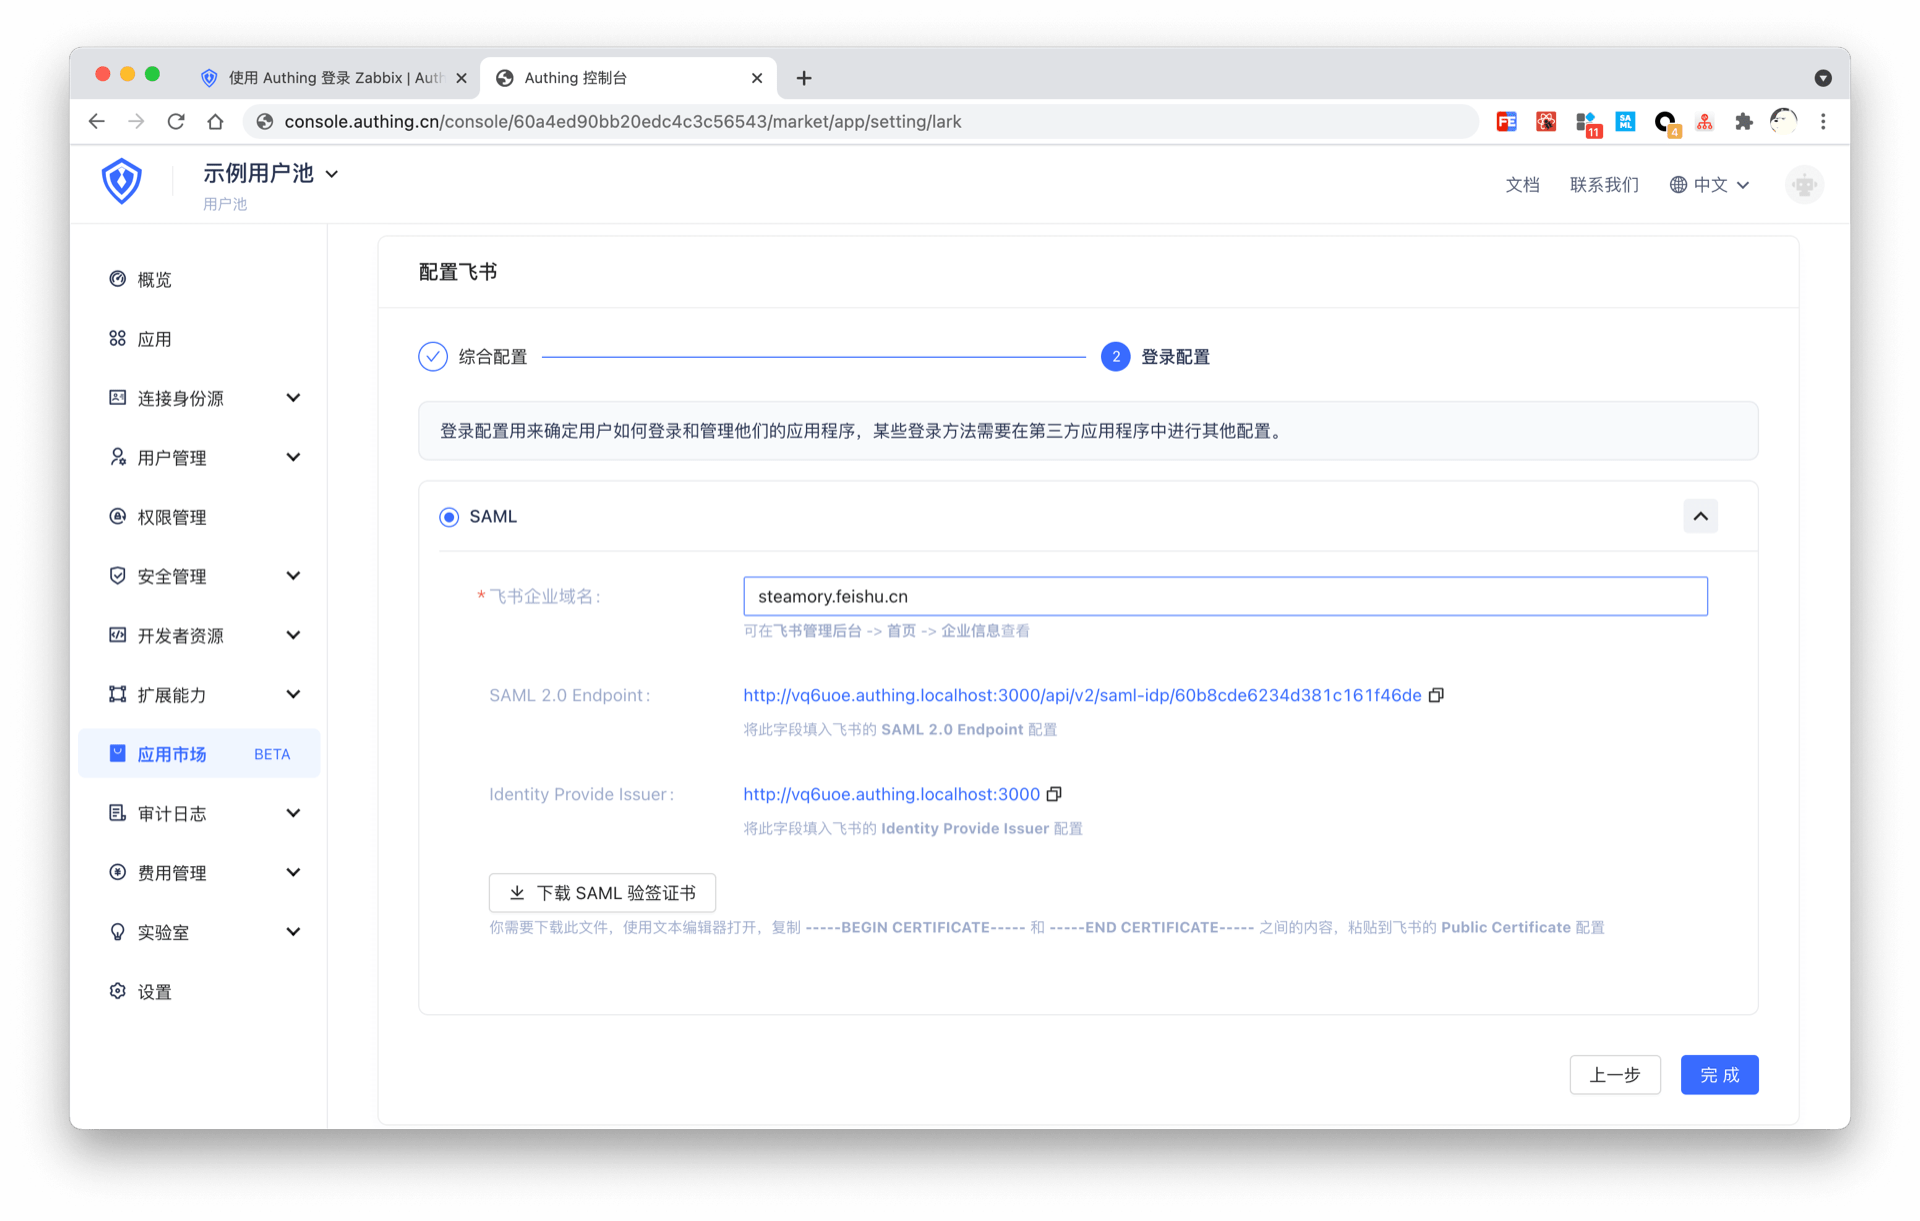 使用 Authing 登录 Zabbix | Auth
Authing 控制台
console.authing.cn/console/60a4ed90bb20edc4c3c56543/market/app/setting/lark
FE
11
SA
ML
4
示例用户池
用户池
文档
联系我们
中文
概览
应用
连接身份源
用户管理
权限管理
安全管理
开发者资源
扩展能力
应用市场 BETA
审计日志
费用管理
实验室
设置
配置飞书
综合配置
2 登录配置
登录配置用来确定用户如何登录和管理他们的应用程序，某些登录方法需要在第三方应用程序中进行其他配置。
SAML
* 飞书企业域名：
steamory.feishu.cn
可在飞书管理后台 -> 首页 -> 企业信息查看
SAML 2.0 Endpoint：
http://vq6uoe.authing.localhost:3000/api/v2/saml-idp/60b8cde6234d381c161f46de
将此字段填入飞书的 SAML 2.0 Endpoint 配置
Identity Provide Issuer：
http://vq6uoe.authing.localhost:3000
将此字段填入飞书的 Identity Provide Issuer 配置
下载 SAML 验签证书
你需要下载此文件，使用文本编辑器打开，复制 -----BEGIN CERTIFICATE----- 和 -----END CERTIFICATE----- 之间的内容，粘贴到飞书的 Public Certificate 配置
上一步
完 成